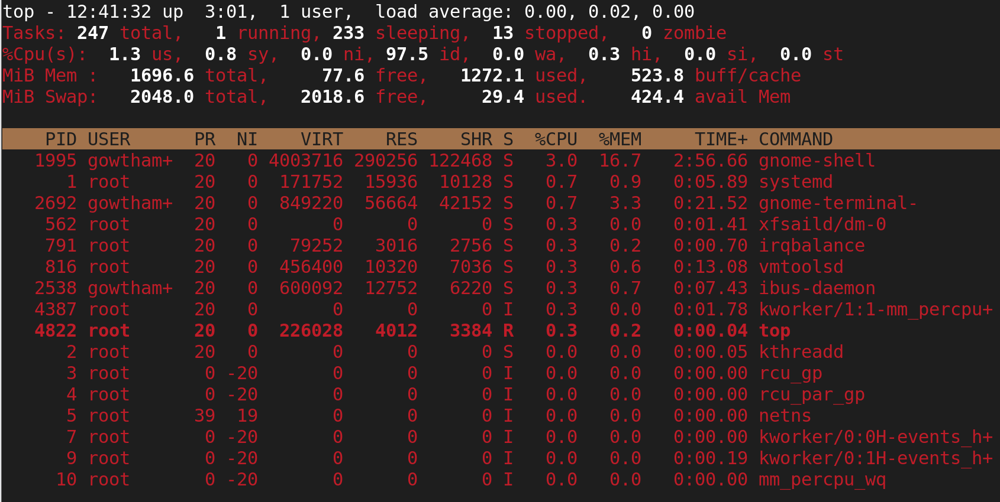 top - 12:41:32 up  3:01,  1 user,  load average: 0.00, 0.02, 0.00
Tasks: 247 total,   1 running, 233 sleeping,  13 stopped,   0 zombie
%Cpu(s):  1.3 us,  0.8 sy,  0.0 ni, 97.5 id,  0.0 wa,  0.3 hi,  0.0 si,  0.0 st
MiB Mem :   1696.6 total,     77.6 free,   1272.1 used,    523.8 buff/cache
MiB Swap:   2048.0 total,   2018.6 free,     29.4 used.    424.4 avail Mem
    PID USER      PR  NI    VIRT    RES    SHR S  %CPU  %MEM     TIME+ COMMAND
   1995 gowtham+  20   0 4003716 290256 122468 S   3.0  16.7   2:56.66 gnome-shell
      1 root      20   0  171752  15936  10128 S   0.7   0.9   0:05.89 systemd
   2692 gowtham+  20   0  849220  56664  42152 S   0.7   3.3   0:21.52 gnome-terminal-
    562 root      20   0       0      0      0 S   0.3   0.0   0:01.41 xfsaild/dm-0
    791 root      20   0   79252   3016   2756 S   0.3   0.2   0:00.70 irqbalance
    816 root      20   0  456400  10320   7036 S   0.3   0.6   0:13.08 vmtoolsd
   2538 gowtham+  20   0  600092  12752   6220 S   0.3   0.7   0:07.43 ibus-daemon
   4387 root      20   0       0      0      0 I   0.3   0.0   0:01.78 kworker/1:1-mm_percpu+
   4822 root      20   0  226028   4012   3384 R   0.3   0.2   0:00.04 top
      2 root      20   0       0      0      0 S   0.0   0.0   0:00.05 kthreadd
      3 root       0 -20       0      0      0 I   0.0   0.0   0:00.00 rcu_gp
      4 root       0 -20       0      0      0 I   0.0   0.0   0:00.00 rcu_par_gp
      5 root      39  19       0      0      0 I   0.0   0.0   0:00.00 netns
      7 root       0 -20       0      0      0 I   0.0   0.0   0:00.00 kworker/0:0H-events_h+
      9 root       0 -20       0      0      0 I   0.0   0.0   0:00.19 kworker/0:1H-events_h+
     10 root       0 -20       0      0      0 I   0.0   0.0   0:00.00 mm_percpu_wq